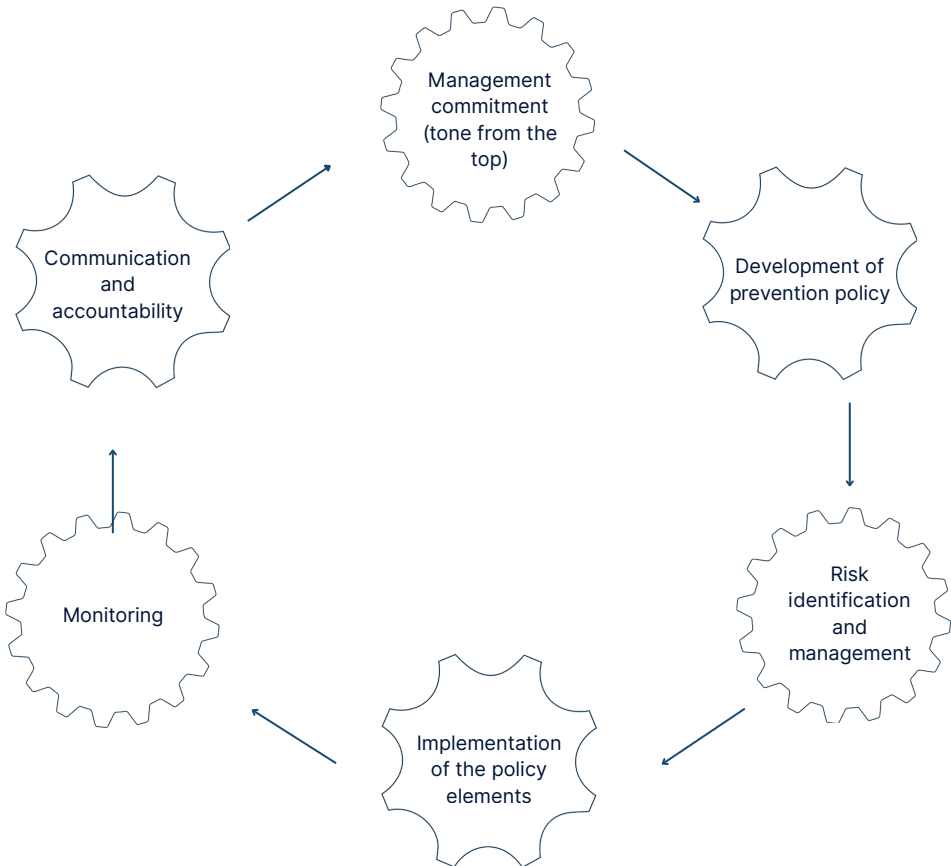 Management
commitment
(tone from the
top)
Development of
prevention policy
Risk
identification
and
management
Implementation
of the policy
elements
Monitoring
Communication
and
accountability